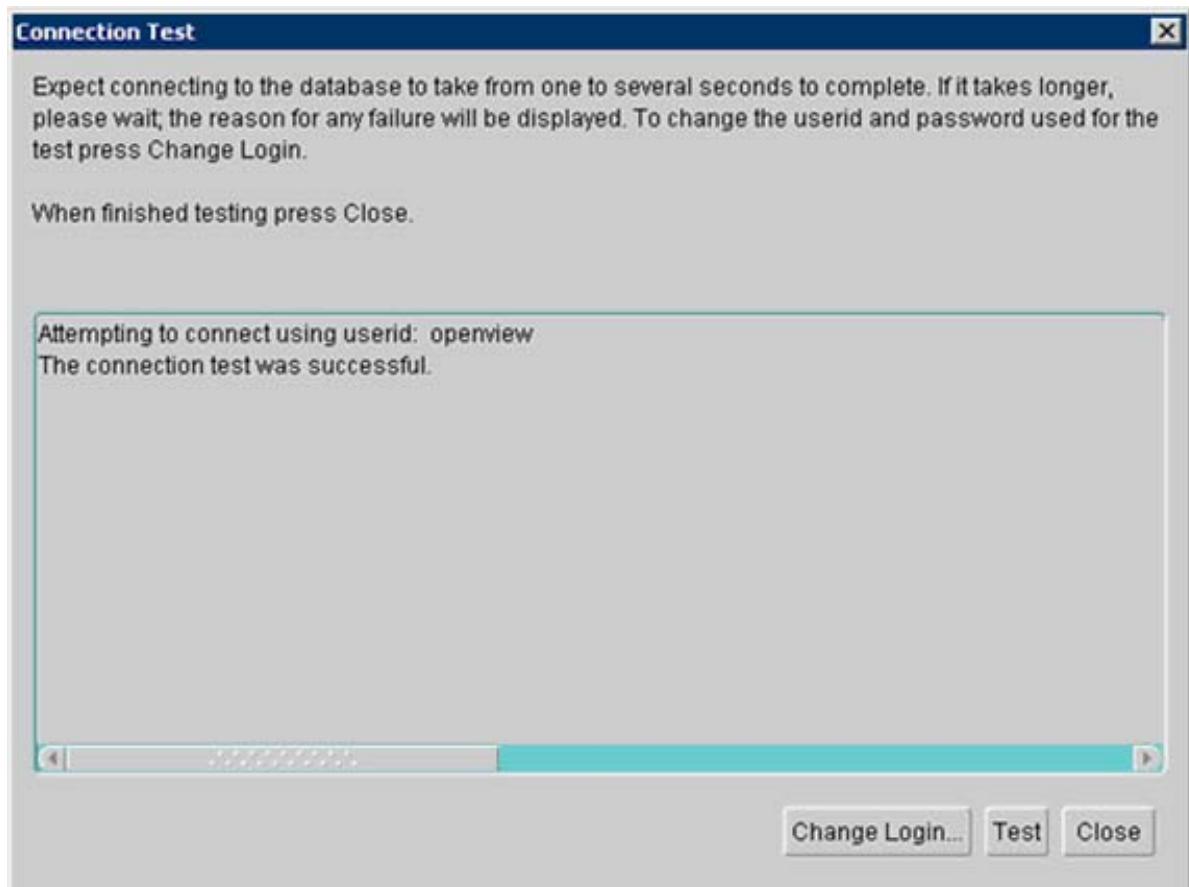 Connection Test
Expect connecting to the database to take from one to several seconds to complete. If it takes longer,
please wait; the reason for any failure will be displayed. To change the userid and password used for the
test press Change Login.
When finished testing press Close.
Attempting to connect using userid:  openview
The connection test was successful.
Change Login... Test Close